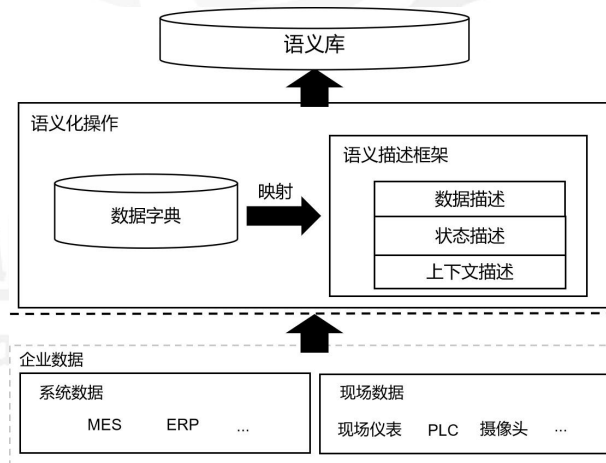 语义库
语义化操作
语义描述框架
数据字典
映射
数据描述
状态描述
上下文描述
企业数据
系统数据
MES ERP ...
现场数据
现场仪表 PLC 摄像头 ...